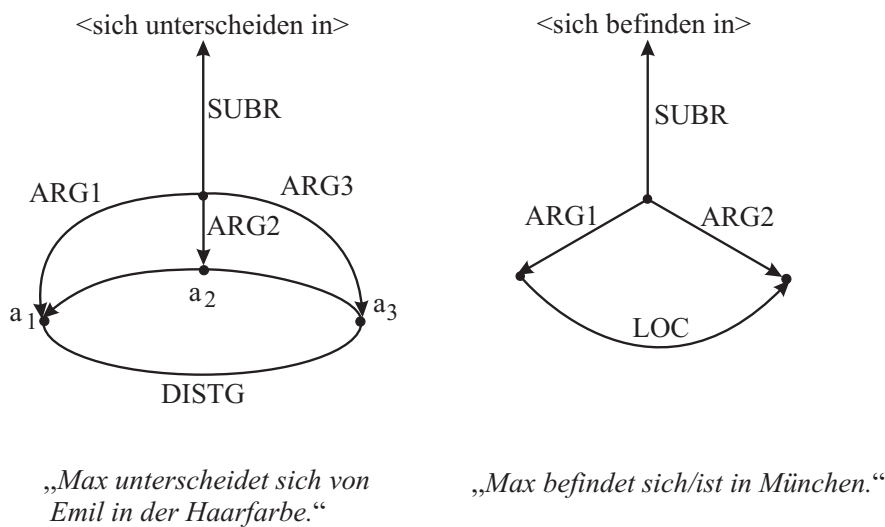 <sich unterscheiden in>
SUBR
ARG1
ARG3
ARG2
a2
a1
a3
DISTG
„Max unterscheidet sich von
Emil in der Haarfarbe.“
<sich befinden in>
SUBR
ARG1
ARG2
LOC
„Max befindet sich/ist in München.“